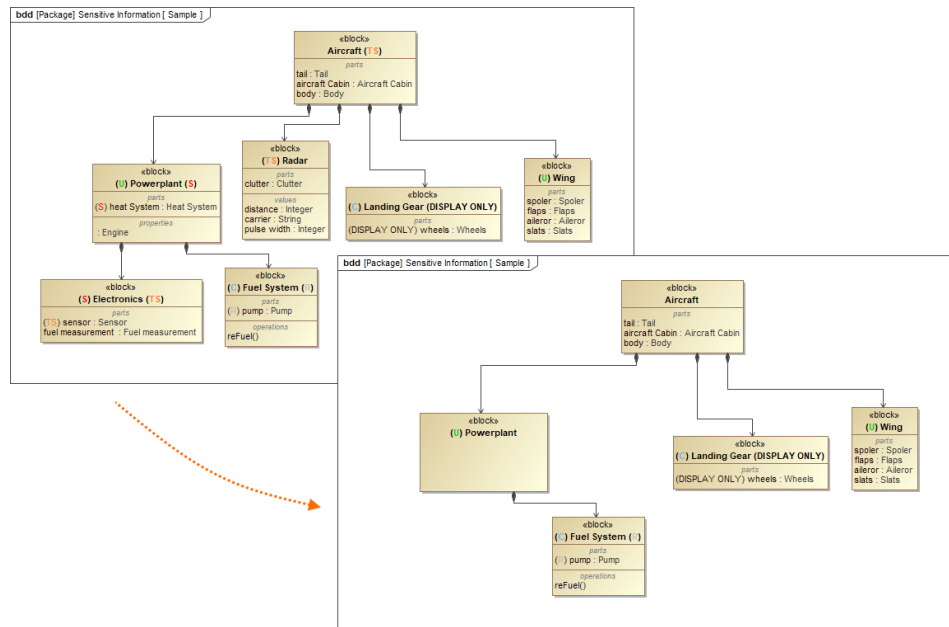 bdd [Package] Sensitive Information [ Sample ]
«block»
Aircraft (TS)
parts
tail : Tail
aircraft Cabin : Aircraft Cabin
body : Body
«block»
(U) Powerplant (S)
parts
(S) heat System : Heat System
properties
: Engine
«block»
(TS) Radar
parts
clutter : Clutter
values
distance : Integer
carrier : String
pulse width : Integer
«block»
(C) Landing Gear (DISPLAY ONLY)
parts
(DISPLAY ONLY) wheels : Wheels
«block»
(U) Wing
parts
spoler : Spoler
flaps : Flaps
aileror : Aileror
slats : Slats
«block»
(S) Electronics (TS)
parts
(TS) sensor : Sensor
fuel measurement : Fuel measurement
«block»
(C) Fuel System (R)
parts
(R) pump : Pump
operations
reFuel()
bdd [Package] Sensitive Information [ Sample ]
«block»
Aircraft
parts
tail : Tail
aircraft Cabin : Aircraft Cabin
body : Body
«block»
(U) Powerplant
«block»
(C) Landing Gear (DISPLAY ONLY)
parts
(DISPLAY ONLY) wheels : Wheels
«block»
(U) Wing
parts
spoler : Spoler
flaps : Flaps
aileror : Aileror
slats : Slats
«block»
(C) Fuel System (R)
parts
(R) pump : Pump
operations
reFuel()